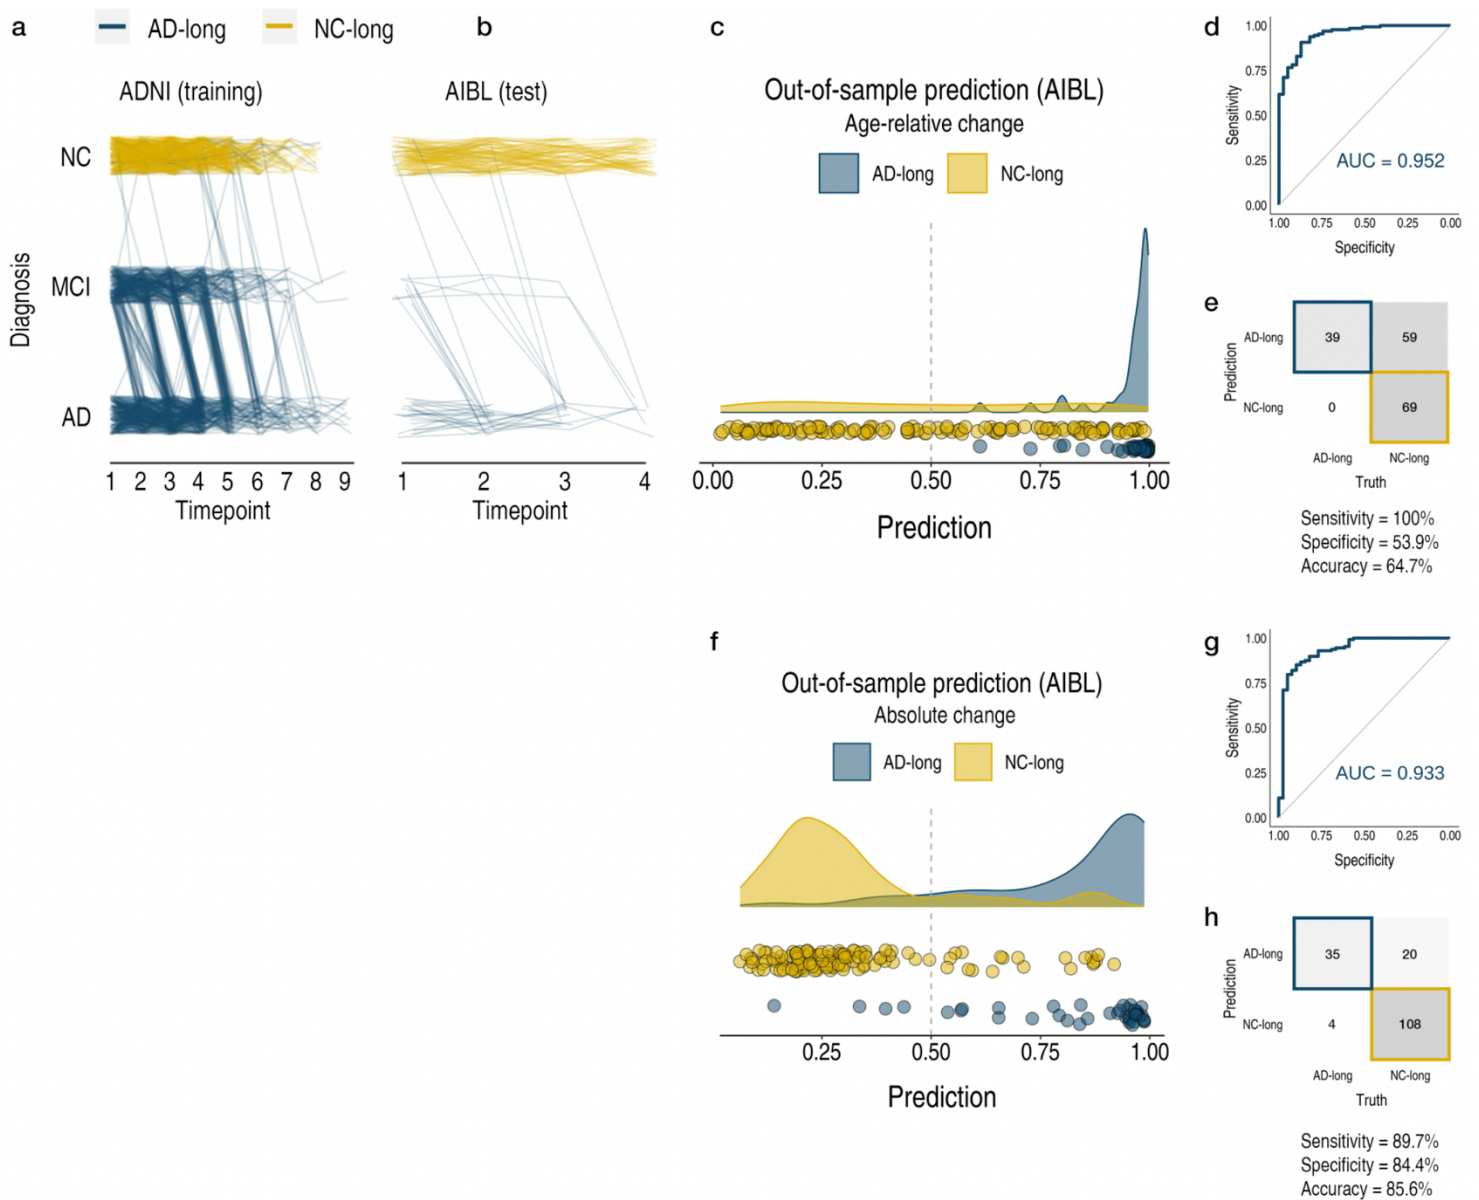 a
AD-long
NC-long
ADNI (training)
Diagnosis
NC
MCI
AD
1 2 3 4 5 6 7 8 9
Timepoint
b
AIBL (test)
1 2 3 4
Timepoint
c
Out-of-sample prediction (AIBL)
Age-relative change
AD-long NC-long
0.00 0.25 0.50 0.75 1.00
Prediction
d
Sensitivity
1.00
0.75
0.50
0.25
0.00
AUC = 0.952
1.00 0.75 0.50 0.25 0.00
Specificity
e
Prediction
AD-long 39 59
NC-long 0 69
AD-long NC-long
Truth
Sensitivity = 100%
Specificity = 53.9%
Accuracy = 64.7%
f
Out-of-sample prediction (AIBL)
Absolute change
AD-long NC-long
0.25 0.50 0.75 1.00
Prediction
g
Sensitivity
1.00
0.75
0.50
0.25
0.00
AUC = 0.933
1.00 0.75 0.50 0.25 0.00
Specificity
h
Prediction
AD-long 35 20
NC-long 4 108
AD-long NC-long
Truth
Sensitivity = 89.7%
Specificity = 84.4%
Accuracy = 85.6%